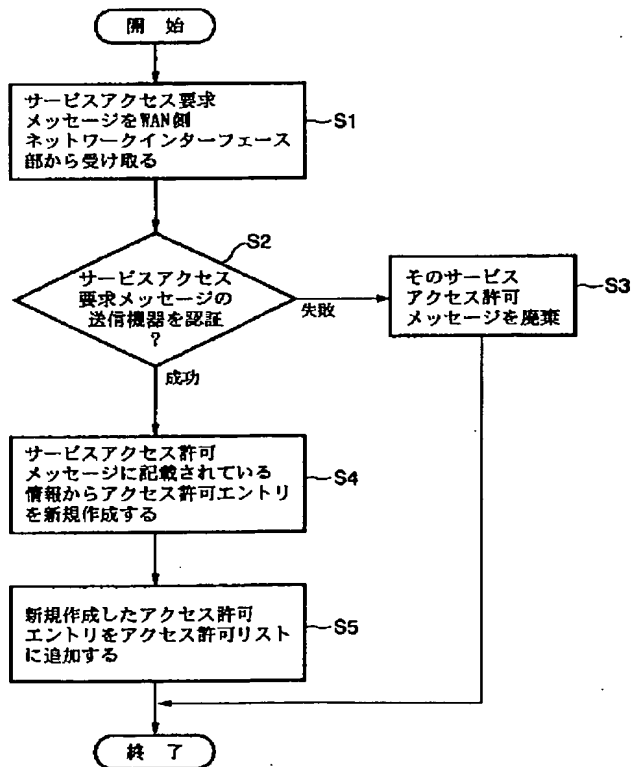 開 始
サービスアクセス要求
メッセージをWAN側
ネットワークインターフェース
部から受け取る
S1
S2
サービスアクセス
要求メッセージの
送信機器を認証
?
失敗
成功
そのサービス
アクセス許可
メッセージを廃棄
S3
サービスアクセス許可
メッセージに記載されている
情報からアクセス許可エントリ
を新規作成する
S4
新規作成したアクセス許可
エントリをアクセス許可リスト
に追加する
S5
終 了